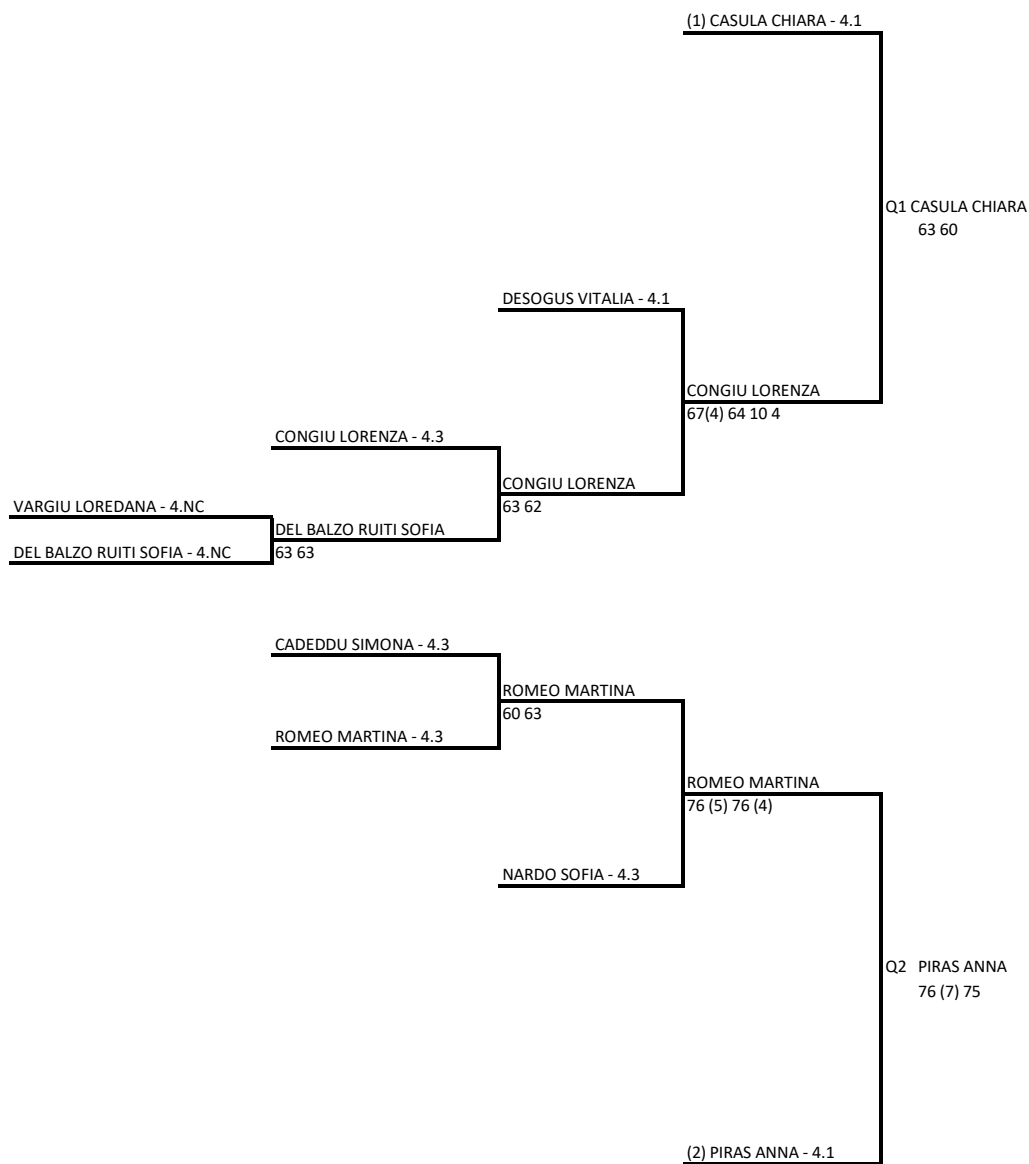 (1) CASULA CHIARA - 4.1
Q1 CASULA CHIARA
63 60
DESOGUS VITALIA - 4.1
CONGIU LORENZA
67(4) 64 10 4
CONGIU LORENZA - 4.3
CONGIU LORENZA
63 62
VARGIU LOREDANA - 4.NC
DEL BALZO RUITI SOFIA
63 63
DEL BALZO RUITI SOFIA - 4.NC
CADEDDU SIMONA - 4.3
ROMEO MARTINA
60 63
ROMEO MARTINA - 4.3
ROMEO MARTINA
76 (5) 76 (4)
NARDO SOFIA - 4.3
Q2 PIRAS ANNA
76 (7) 75
(2) PIRAS ANNA - 4.1